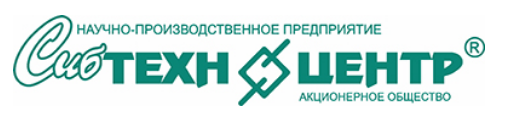 НАУЧНО-ПРОИЗВОДСТВЕННОЕ ПРЕДПРИЯТИЕ
СибТЕХНЦЕНТР®
АКЦИОНЕРНОЕ ОБЩЕСТВО